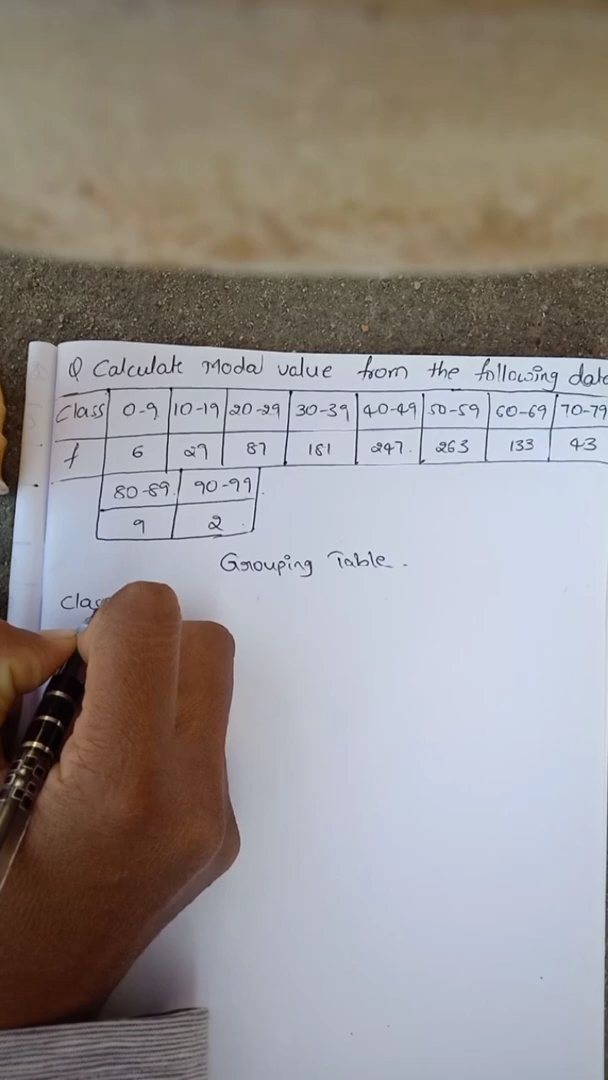 Q Calculate Modal value from the following data
Class 0-9 10-19 20-29 30-39 40-49 50-59 60-69 70-79
f 6 29 87 181 247 263 133 43
80-89 90-99
9 2
Grouping Table.